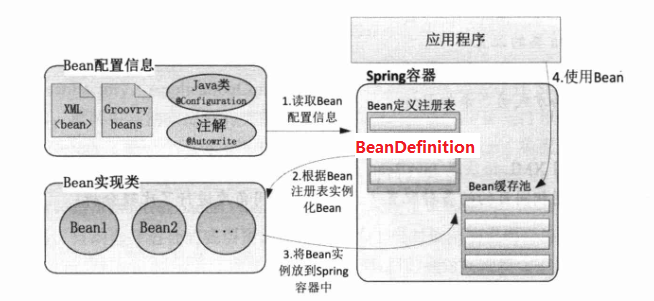 应用程序
Bean配置信息
Java类
@Configuration
XML
<bean>
Groovry
beans
注解
@Autowrite
1.读取Bean
配置信息
Spring容器
4.使用Bean
Bean定义注册表
BeanDefinition
Bean实现类
2.根据Bean
注册表实例
化Bean
Bean缓存池
Bean1
Bean2
...
3.将Bean实
例放到Spring
容器中